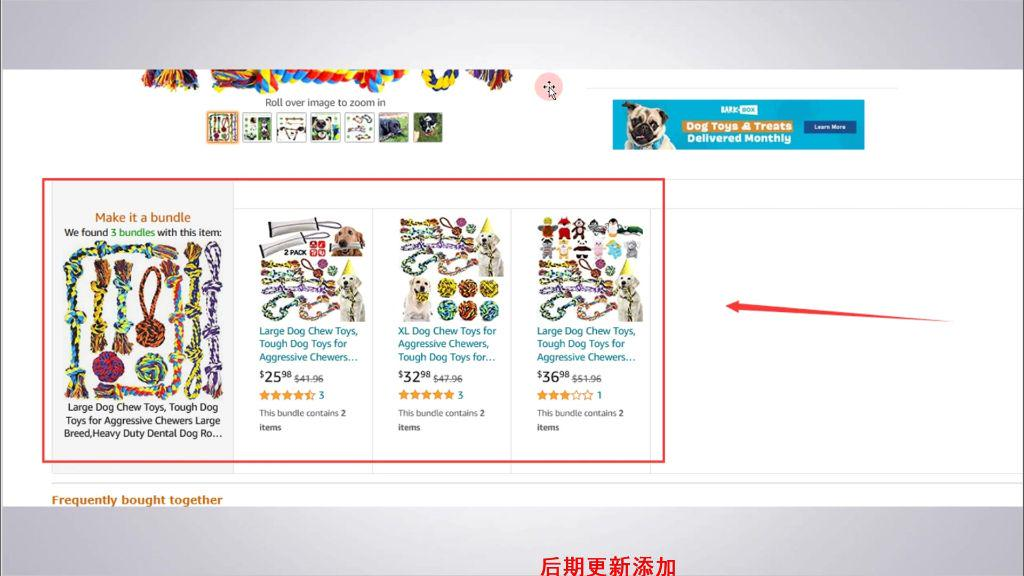 Roll over image to zoom in
BARK BOX
Dog Toys & Treats
Delivered Monthly
Learn More
Make it a bundle
We found 3 bundles with this item:
Large Dog Chew Toys, Tough Dog
Toys for Aggressive Chewers Large
Breed,Heavy Duty Dental Dog Ro...
2 PACK
Large Dog Chew Toys,
Tough Dog Toys for
Aggressive Chewers...
$25.98 $41.96
3
This bundle contains 2
items
XL Dog Chew Toys for
Aggressive Chewers,
Tough Dog Toys for...
$32.98 $47.96
3
This bundle contains 2
items
Large Dog Chew Toys,
Tough Dog Toys for
Aggressive Chewers...
$36.98 $51.96
1
This bundle contains 2
items
Frequently bought together
后期更新添加